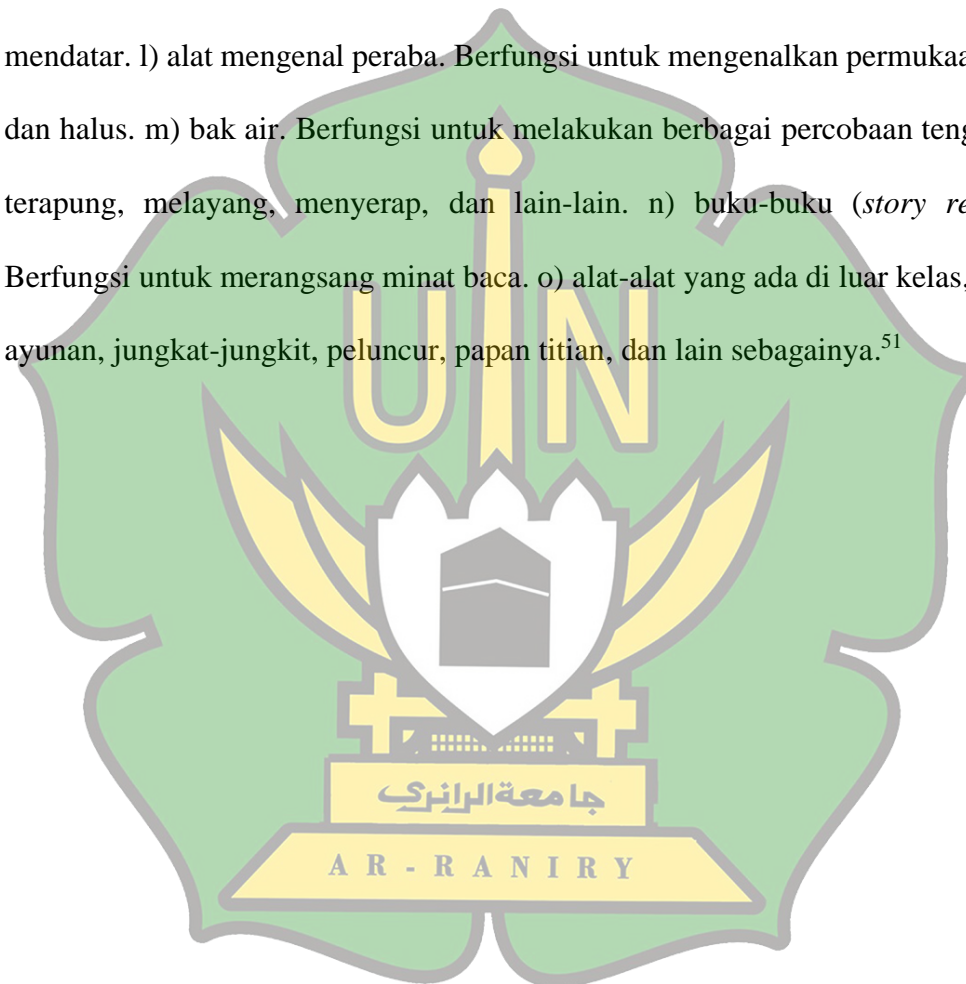 mendatar. l) alat mengenal peraba. Berfungsi untuk mengenalkan permukaa
dan halus. m) bak air. Berfungsi untuk melakukan berbagai percobaan teng
terapung, melayang, menyerap, dan lain-lain. n) buku-buku (story re
Berfungsi untuk merangsang minat baca. o) alat-alat yang ada di luar kelas,
ayunan, jungkat-jungkit, peluncur, papan titian, dan lain sebagainya.51
UIN
جامعةالرانري
AR-RANIRY